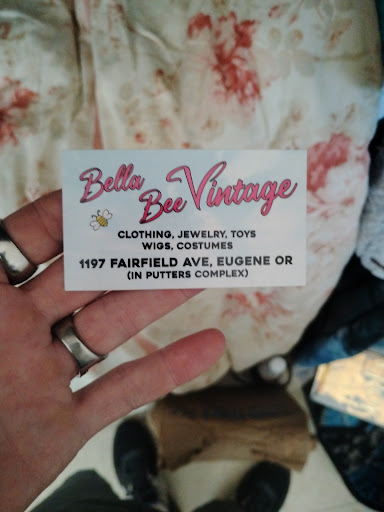 Bella Bee Vintage
CLOTHING, JEWELRY, TOYS
WIGS, COSTUMES
1197 FAIRFIELD AVE, EUGENE OR
(IN PUTTERS COMPLEX)